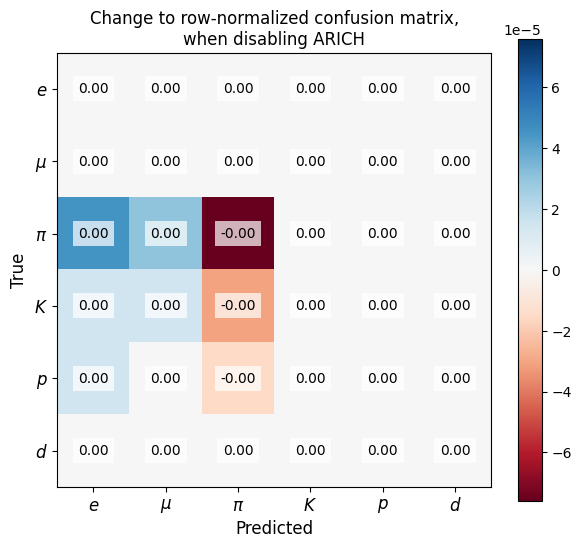 Change to row-normalized confusion matrix,
when disabling ARICH
1e−5
e 0.00 0.00 0.00 0.00 0.00 0.00
μ 0.00 0.00 0.00 0.00 0.00 0.00
π 0.00 0.00 -0.00 0.00 0.00 0.00
K 0.00 0.00 -0.00 0.00 0.00 0.00
p 0.00 0.00 -0.00 0.00 0.00 0.00
d 0.00 0.00 0.00 0.00 0.00 0.00
e μ π K p d
True
Predicted
6
4
2
0
−2
−4
−6